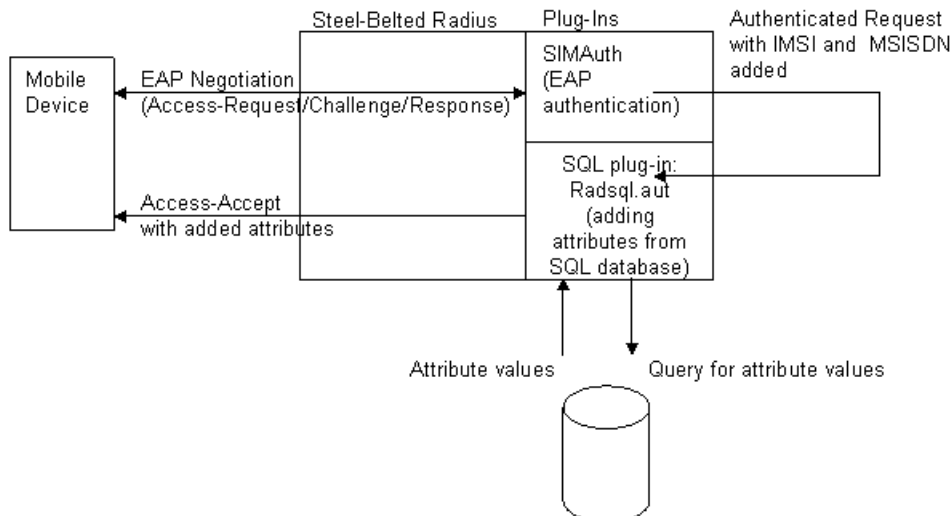 Steel-Belted Radius
Plug-Ins
Authenticated Request
with IMSI and MSISDN
added
Mobile
Device
EAP Negotiation
(Access-Request/Challenge/Response)
SIMAuth
(EAP
authentication)
SQL plug-in:
Radsql.aut
(adding
attributes from
SQL database)
Access-Accept
with added attributes
Attribute values
Query for attribute values